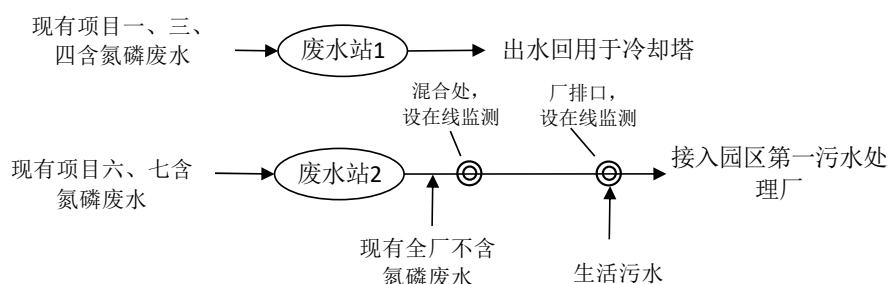 现有项目一、三、
四含氮磷废水
废水站1
出水回用于冷却塔
混合处，
设在线监测
厂排口，
设在线监测
现有项目六、七含
氮磷废水
废水站2
接入园区第一污水处
理厂
现有全厂不含
氮磷废水
生活污水